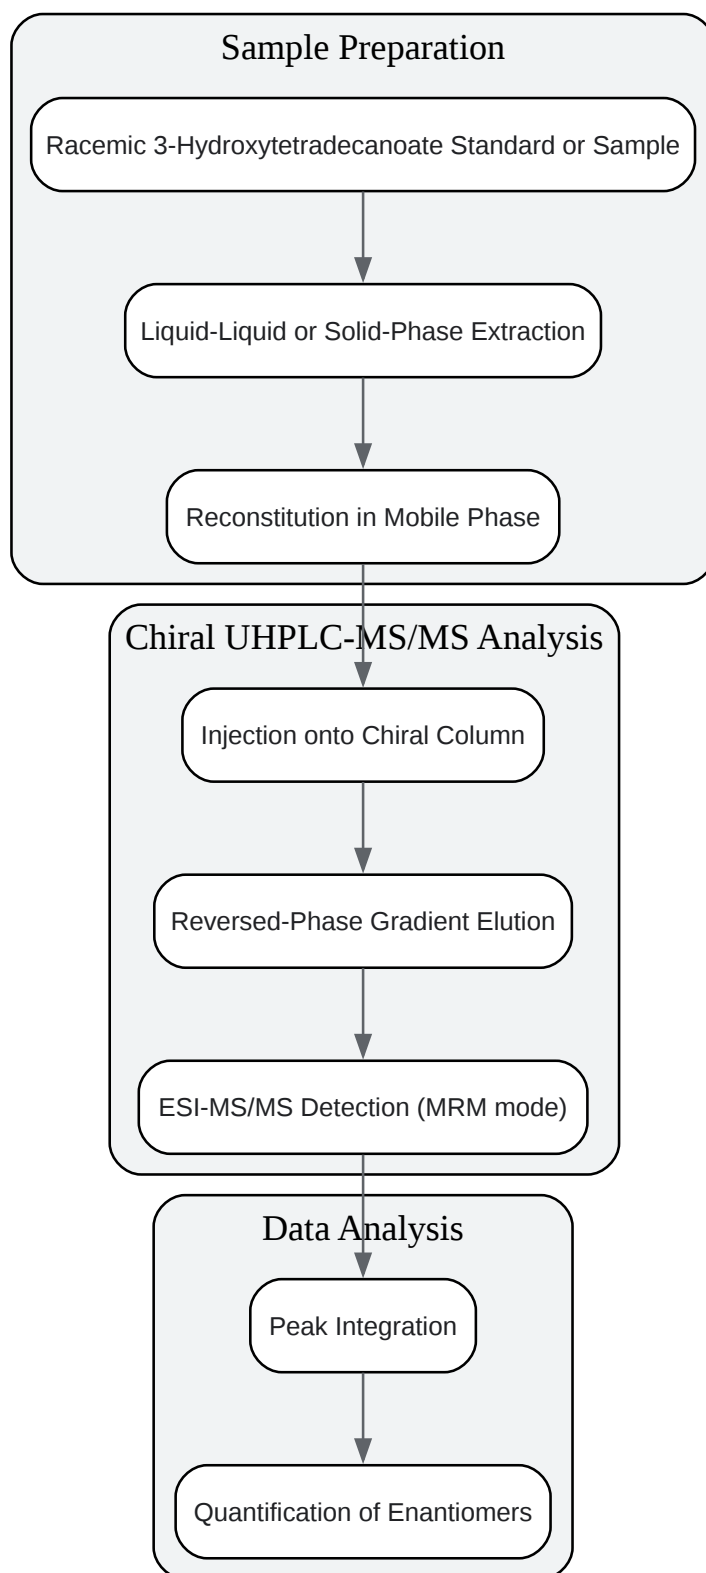 Sample Preparation
Racemic 3-Hydroxytetradecanoate Standard or Sample
Liquid-Liquid or Solid-Phase Extraction
Reconstitution in Mobile Phase
Chiral UHPLC-MS/MS Analysis
Injection onto Chiral Column
Reversed-Phase Gradient Elution
ESI-MS/MS Detection (MRM mode)
Data Analysis
Peak Integration
Quantification of Enantiomers